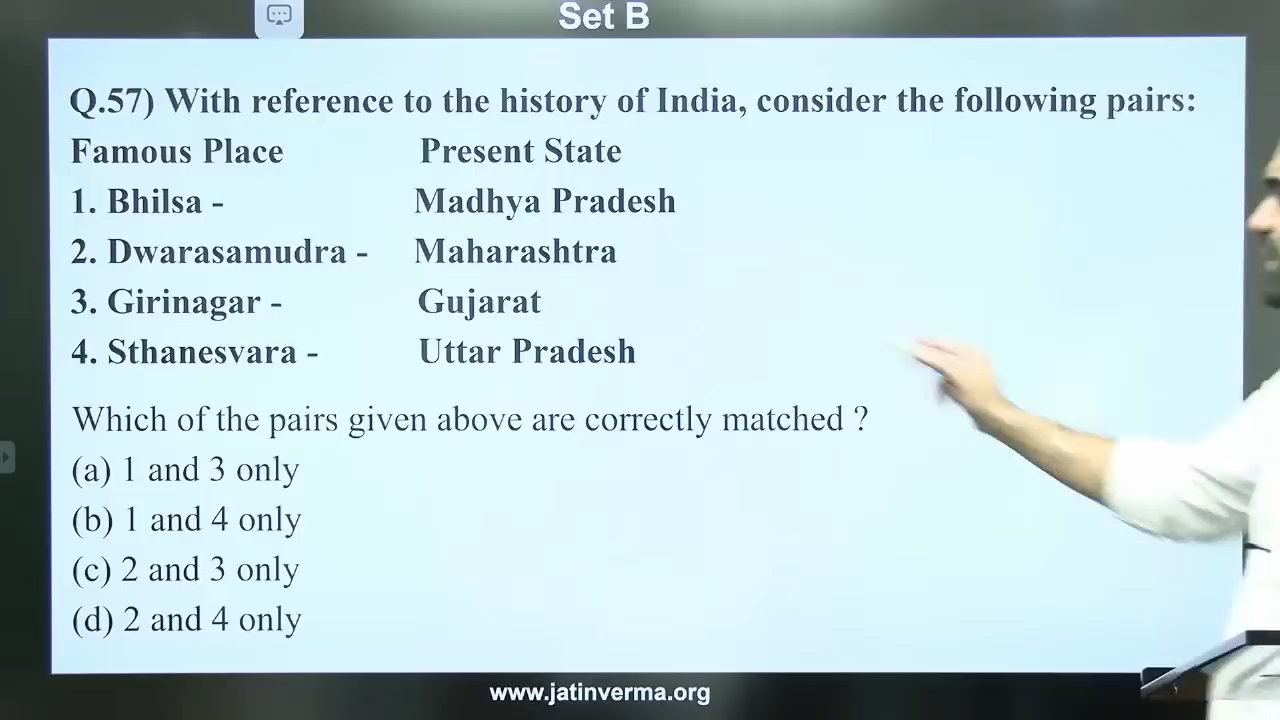 Set B
Q.57) With reference to the history of India, consider the following pairs:
Famous Place Present State
1. Bhilsa - Madhya Pradesh
2. Dwarasamudra - Maharashtra
3. Girinagar - Gujarat
4. Sthanesvara - Uttar Pradesh
Which of the pairs given above are correctly matched ?
(a) 1 and 3 only
(b) 1 and 4 only
(c) 2 and 3 only
(d) 2 and 4 only
www.jatinverma.org